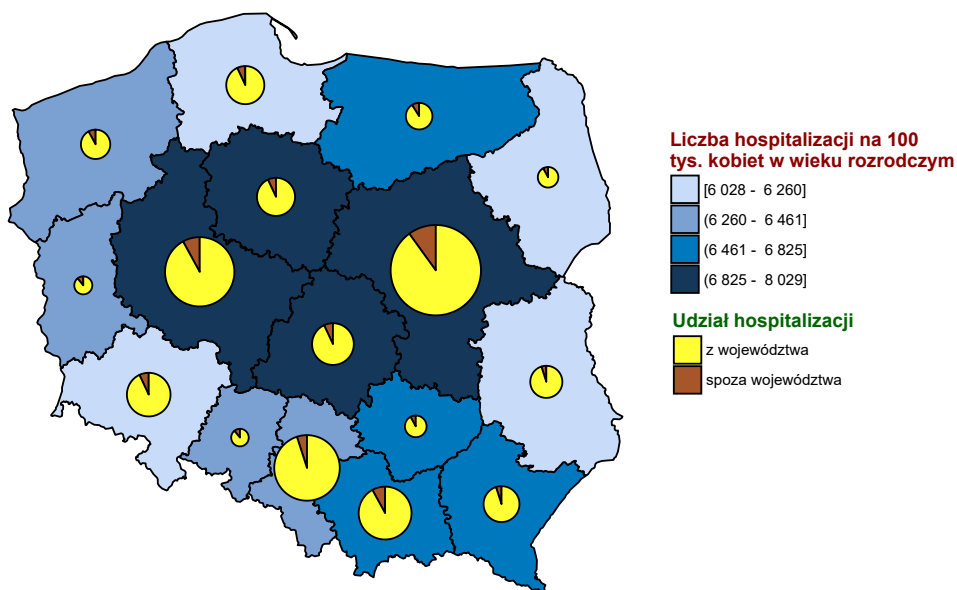 Liczba hospitalizacji na 100
tys. kobiet w wieku rozrodczym
[6 028 - 6 260]
(6 260 - 6 461]
(6 461 - 6 825]
(6 825 - 8 029]
Udział hospitalizacji
z województwa
spoza województwa